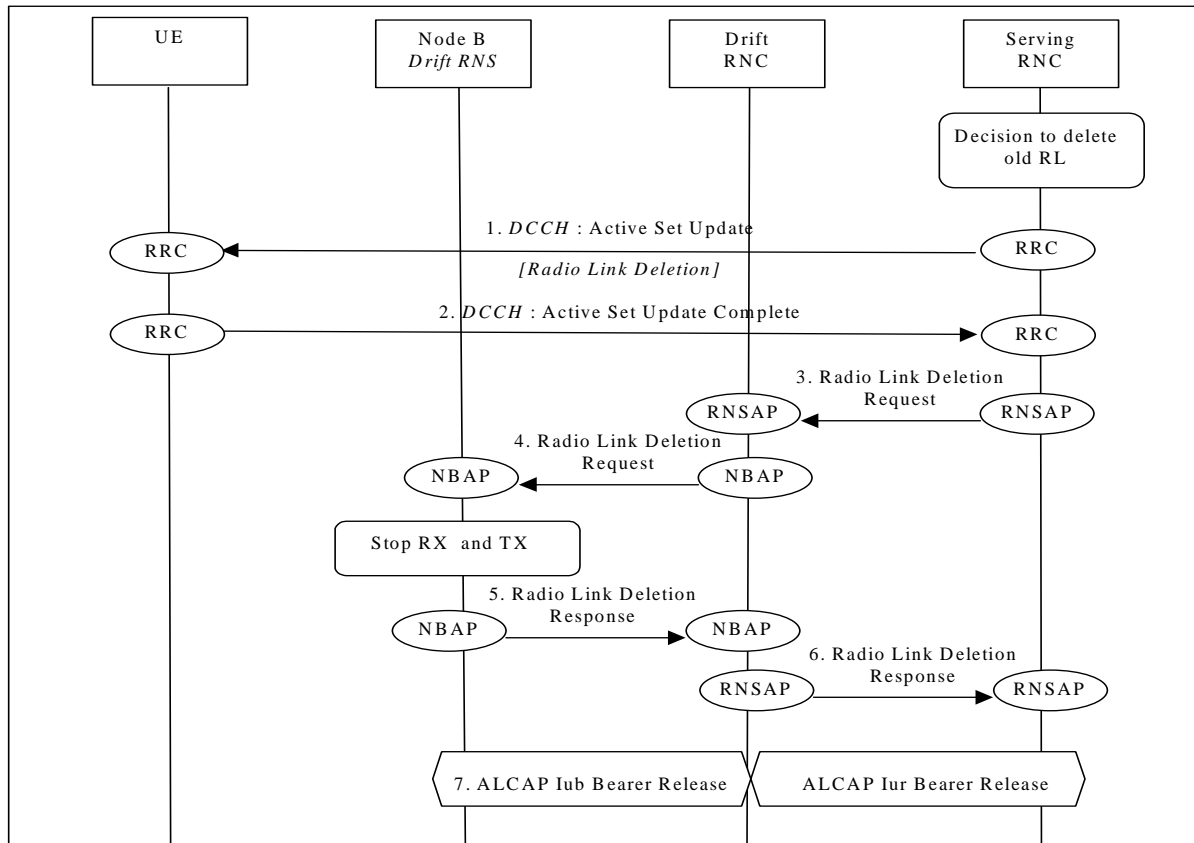 UE
Node B
Drift RNS
Drift
RNC
Serving
RNC
Decision to delete
old RL
1. DCCH : Active Set Update
RRC
RRC
[Radio Link Deletion]
2. DCCH : Active Set Update Complete
RRC
RRC
3. Radio Link Deletion
Request
RNSAP
RNSAP
4. Radio Link Deletion
Request
NBAP
NBAP
Stop RX and TX
5. Radio Link Deletion
Response
NBAP
NBAP
6. Radio Link Deletion
Response
RNSAP
RNSAP
7. ALCAP Iub Bearer Release
ALCAP Iur Bearer Release